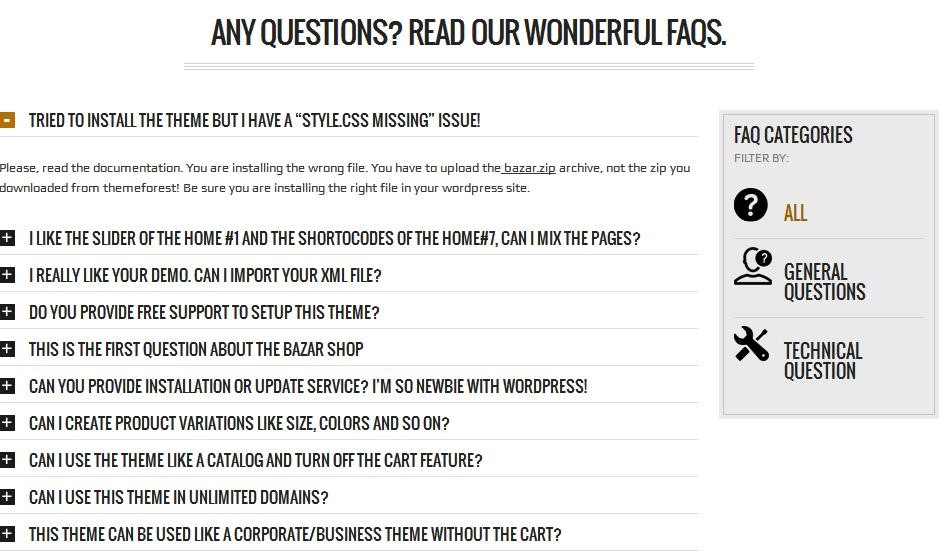 ANY QUESTIONS? READ OUR WONDERFUL FAQS.
TRIED TO INSTALL THE THEME BUT I HAVE A “STYLE.CSS MISSING” ISSUE!
Please, read the documentation. You are installing the wrong file. You have to upload the bazar.zip archive, not the zip you
downloaded from themeforest! Be sure you are installing the right file in your wordpress site.
I LIKE THE SLIDER OF THE HOME #1 AND THE SHORTOCODES OF THE HOME#7, CAN I MIX THE PAGES?
I REALLY LIKE YOUR DEMO. CAN I IMPORT YOUR XML FILE?
DO YOU PROVIDE FREE SUPPORT TO SETUP THIS THEME?
THIS IS THE FIRST QUESTION ABOUT THE BAZAR SHOP
CAN YOU PROVIDE INSTALLATION OR UPDATE SERVICE? I’M SO NEWBIE WITH WORDPRESS!
CAN I CREATE PRODUCT VARIATIONS LIKE SIZE, COLORS AND SO ON?
CAN I USE THE THEME LIKE A CATALOG AND TURN OFF THE CART FEATURE?
CAN I USE THIS THEME IN UNLIMITED DOMAINS?
THIS THEME CAN BE USED LIKE A CORPORATE/BUSINESS THEME WITHOUT THE CART?
FAQ CATEGORIES
FILTER BY:
ALL
GENERAL
QUESTIONS
TECHNICAL
QUESTION